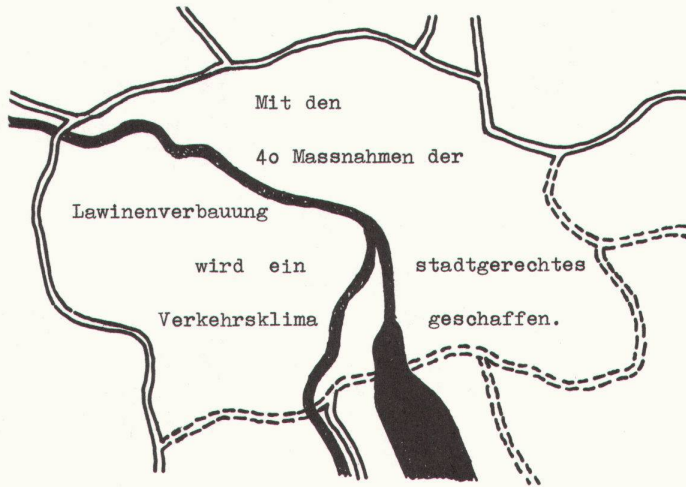 Mit den
4o Massnahmen der
Lawinenverbauung
wird ein stadtgerechtes
Verkehrsklima geschaffen.